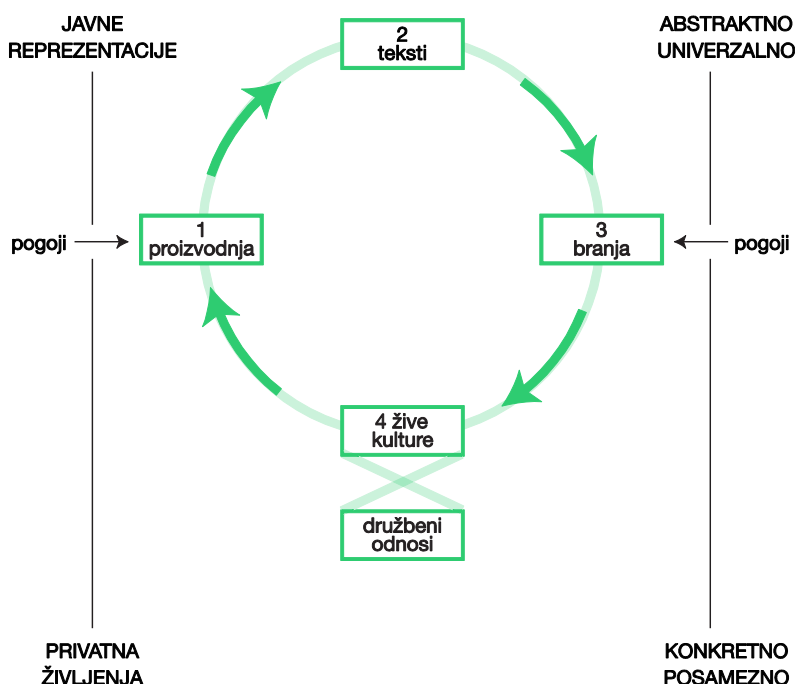 JAVNE
REPREZENTACIJE
2
teksti
ABSTRAKTNO
UNIVERZALNO
pogoji
1
proizvodnja
3
branja
pogoji
4 žive
kulture
družbeni
odnosi
PRIVATNA
ŽIVLJENJA
KONKRETNO
POSAMEZNO